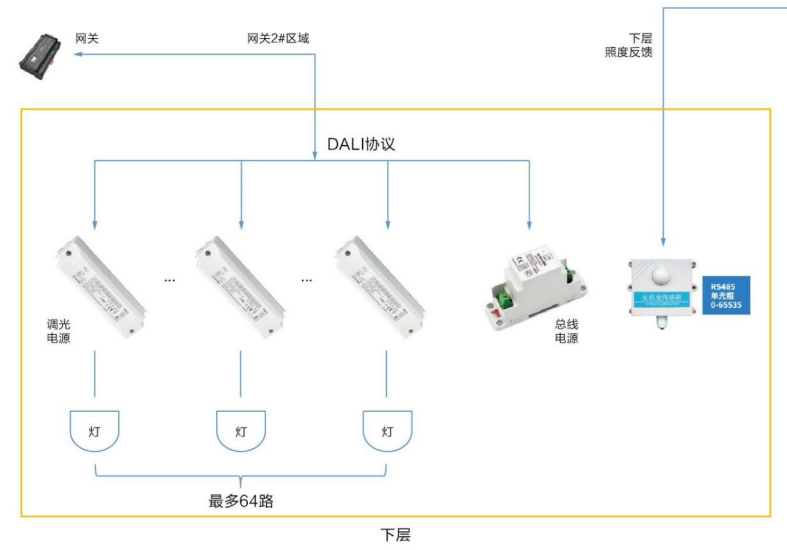 网关
网关2#区域
下层
照度反馈
DALI协议
...
...
RS485
单光照
0-65535
调光
电源
总线
电源
灯
灯
灯
最多64路
下层